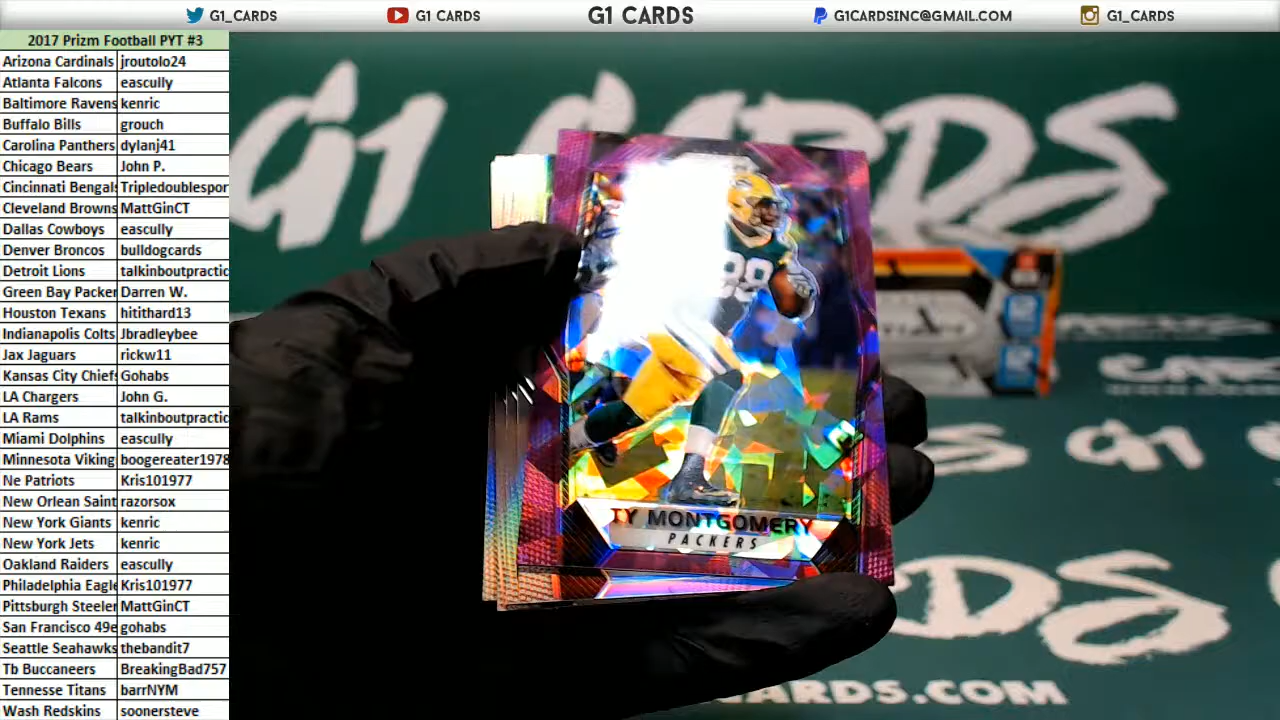 G1_CARDS G1 CARDS G1 CARDS G1CARDSINC@GMAIL.COM G1_CARDS
2017 Prizm Football PYT #3
Arizona Cardinals jroutolo24
Atlanta Falcons eascully
Baltimore Ravens kenric
Buffalo Bills grouch
Carolina Panthers dylanj41
Chicago Bears John P.
Cincinnati Bengals Tripledoublespor
Cleveland Browns MattGinCT
Dallas Cowboys eascully
Denver Broncos bulldogcards
Detroit Lions talkinboutpractic
Green Bay Packer Darren W.
Houston Texans hitithard13
Indianapolis Colts Jbradleybee
Jax Jaguars rickw11
Kansas City Chiefs Gohabs
LA Chargers John G.
LA Rams talkinboutpractic
Miami Dolphins eascully
Minnesota Viking boogereater1978
Ne Patriots Kris101977
New Orlean Saint razorsox
New York Giants kenric
New York Jets kenric
Oakland Raiders eascully
Philadelphia Eagle Kris101977
Pittsburgh Steeler MattGinCT
San Francisco 49e gohabs
Seattle Seahawks thebandit7
Tb Buccaneers BreakingBad757
Tennesse Titans barrNYM
Wash Redskins soonersteve
G1 CARDS
TY MONTGOMERY
PACKERS
G1
CARDS.COM